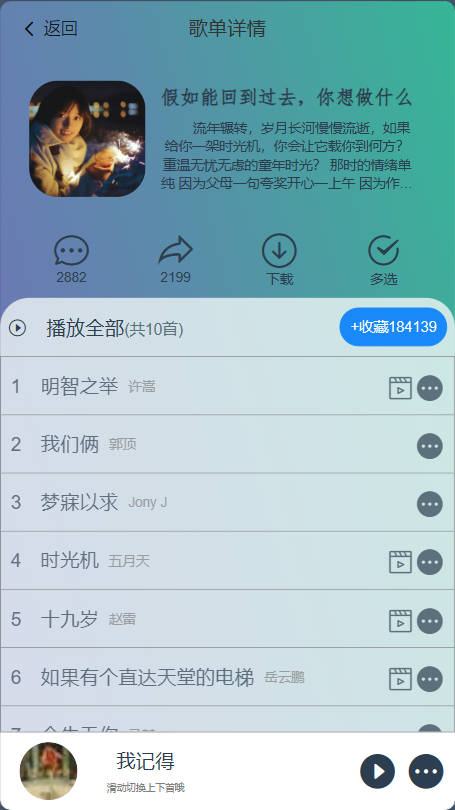 返回
歌单详情
假如能回到过去，你想做什么
流年辗转，岁月长河慢慢流逝，如果
给你一架时光机，你会让它载你到何方？
重温无忧无虑的童年时光？ 那时的情绪单
纯 因为父母一句夸奖开心一上午 因为作...
2882
2199
下载
多选
播放全部(共10首)
+收藏184139
1 明智之举 许嵩
2 我们俩 郭顶
3 梦寐以求 Jony J
4 时光机 五月天
5 十九岁 赵雷
6 如果有个直达天堂的电梯 岳云鹏
我记得
滑动切换上下首哦